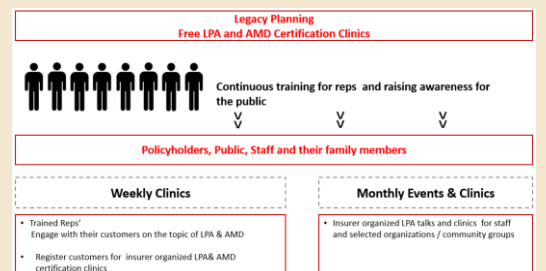 Legacy Planning
Free LPA and AMD Certification Clinics
Continuous training for reps and raising awareness for
the public
Policyholders, Public, Staff and their family members
Weekly Clinics
• Trained Reps'
Engage with their customers on the topic of LPA & AMD
• Register customers for insurer organized LPA& AMD
certification clinics
Monthly Events & Clinics
• Insurer organized LPA talks and clinics for staff
and selected organizations / community groups